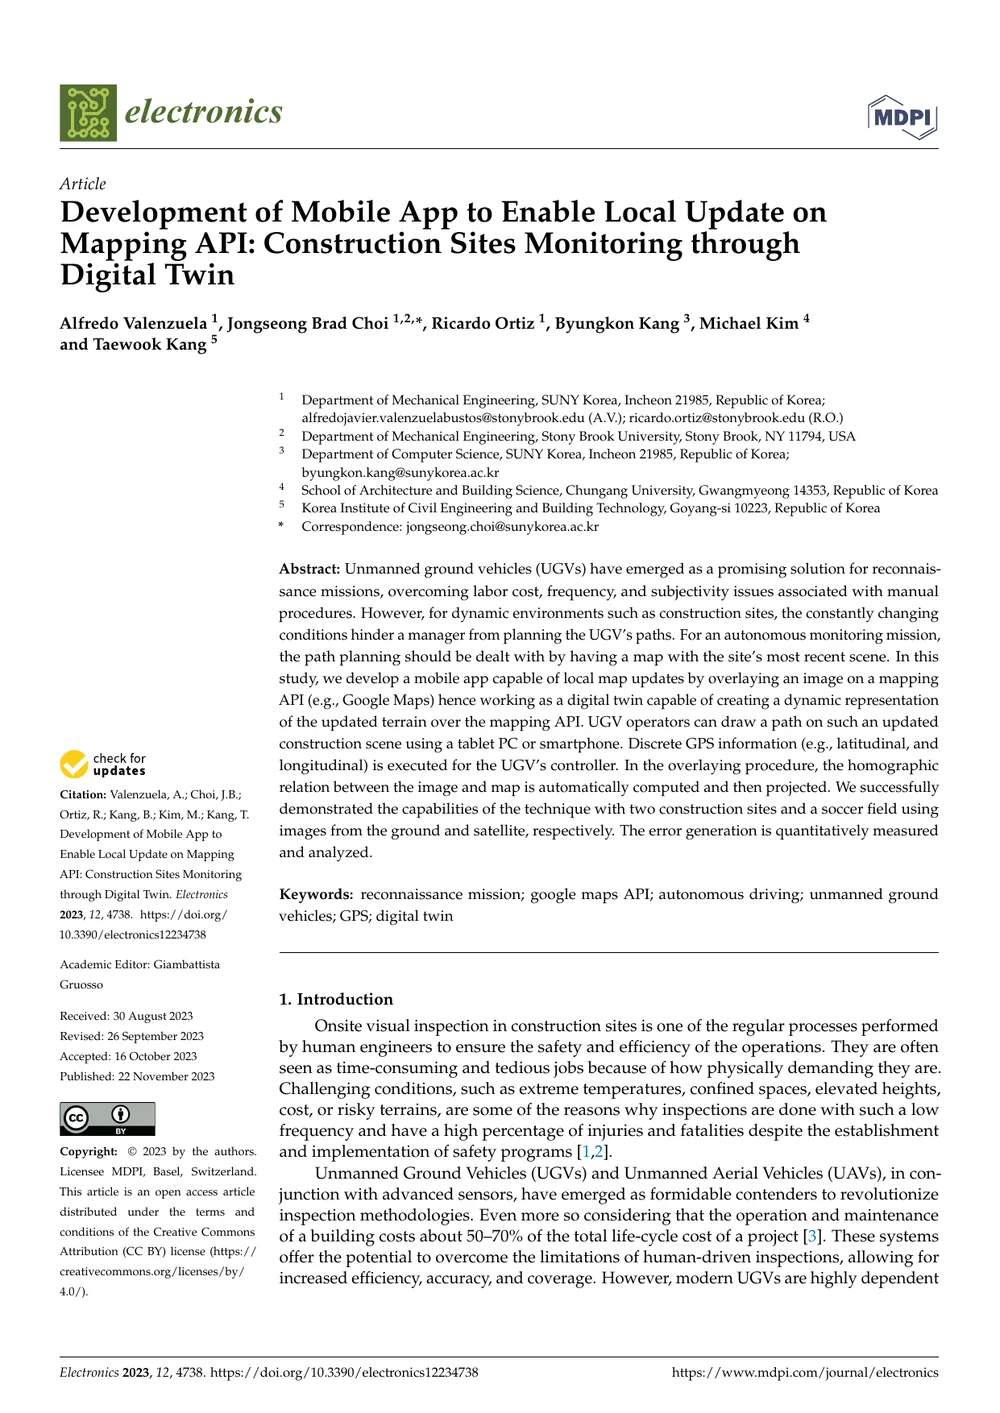 electronics
MDPI
Article
Development of Mobile App to Enable Local Update on
Mapping API: Construction Sites Monitoring through
Digital Twin
Alfredo Valenzuela 1, Jongseong Brad Choi 1,2,*, Ricardo Ortiz 1, Byungkon Kang 3, Michael Kim 4
and Taewook Kang 5
1 Department of Mechanical Engineering, SUNY Korea, Incheon 21985, Republic of Korea;
alfredojavier.valenzuelabustos@stonybrook.edu (A.V.); ricardo.ortiz@stonybrook.edu (R.O.)
2 Department of Mechanical Engineering, Stony Brook University, Stony Brook, NY 11794, USA
3 Department of Computer Science, SUNY Korea, Incheon 21985, Republic of Korea;
byungkon.kang@sunykorea.ac.kr
4 School of Architecture and Building Science, Chungang University, Gwangmyeong 14353, Republic of Korea
5 Korea Institute of Civil Engineering and Building Technology, Goyang-si 10223, Republic of Korea
* Correspondence: jongseong.choi@sunykorea.ac.kr
Abstract: Unmanned ground vehicles (UGVs) have emerged as a promising solution for reconnais-
sance missions, overcoming labor cost, frequency, and subjectivity issues associated with manual
procedures. However, for dynamic environments such as construction sites, the constantly changing
conditions hinder a manager from planning the UGV's paths. For an autonomous monitoring mission,
the path planning should be dealt with by having a map with the site's most recent scene. In this
study, we develop a mobile app capable of local map updates by overlaying an image on a mapping
API (e.g., Google Maps) hence working as a digital twin capable of creating a dynamic representation
of the updated terrain over the mapping API. UGV operators can draw a path on such an updated
construction scene using a tablet PC or smartphone. Discrete GPS information (e.g., latitudinal, and
longitudinal) is executed for the UGV's controller. In the overlaying procedure, the homographic
relation between the image and map is automatically computed and then projected. We successfully
demonstrated the capabilities of the technique with two construction sites and a soccer field using
images from the ground and satellite, respectively. The error generation is quantitatively measured
and analyzed.
Keywords: reconnaissance mission; google maps API; autonomous driving; unmanned ground
vehicles; GPS; digital twin
check for
updates
Citation: Valenzuela, A.; Choi, J.B.;
Ortiz, R.; Kang, B.; Kim, M.; Kang, T.
Development of Mobile App to
Enable Local Update on Mapping
API: Construction Sites Monitoring
through Digital Twin. Electronics
2023, 12, 4738. https://doi.org/
10.3390/electronics12234738
Academic Editor: Giambattista
Gruosso
Received: 30 August 2023
Revised: 26 September 2023
Accepted: 16 October 2023
Published: 22 November 2023
CC BY
Copyright: © 2023 by the authors.
Licensee MDPI, Basel, Switzerland.
This article is an open access article
distributed under the terms and
conditions of the Creative Commons
Attribution (CC BY) license (https://
creativecommons.org/licenses/by/
4.0/).
1. Introduction
Onsite visual inspection in construction sites is one of the regular processes performed
by human engineers to ensure the safety and efficiency of the operations. They are often
seen as time-consuming and tedious jobs because of how physically demanding they are.
Challenging conditions, such as extreme temperatures, confined spaces, elevated heights,
cost, or risky terrains, are some of the reasons why inspections are done with such a low
frequency and have a high percentage of injuries and fatalities despite the establishment
and implementation of safety programs [1,2].
Unmanned Ground Vehicles (UGVs) and Unmanned Aerial Vehicles (UAVs), in con-
junction with advanced sensors, have emerged as formidable contenders to revolutionize
inspection methodologies. Even more so considering that the operation and maintenance
of a building costs about 50–70% of the total life-cycle cost of a project [3]. These systems
offer the potential to overcome the limitations of human-driven inspections, allowing for
increased efficiency, accuracy, and coverage. However, modern UGVs are highly dependent
Electronics 2023, 12, 4738. https://doi.org/10.3390/electronics12234738
https://www.mdpi.com/journal/electronics